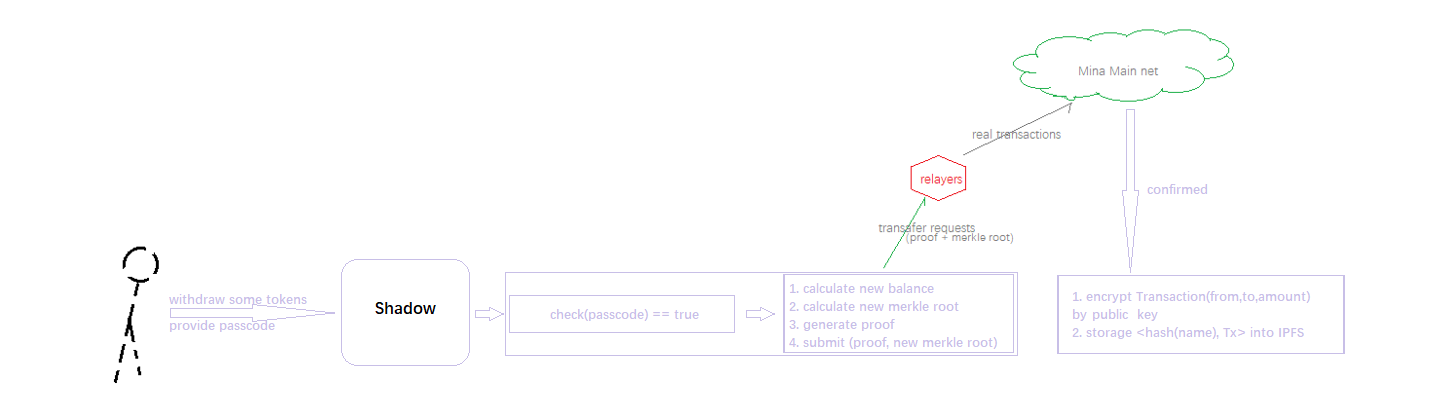 Mina Main net
real transactions
relayers
confirmed
transafer requests
(proof + merkle root)
withdraw some tokens
provide passcode
Shadow
check(passcode) == true
1. calculate new balance
2. calculate new merkle root
3. generate proof
4. submit (proof, new merkle root)
1. encrypt Transaction(from,to,amount)
by public key
2. storage <hash(name), Tx> into IPFS